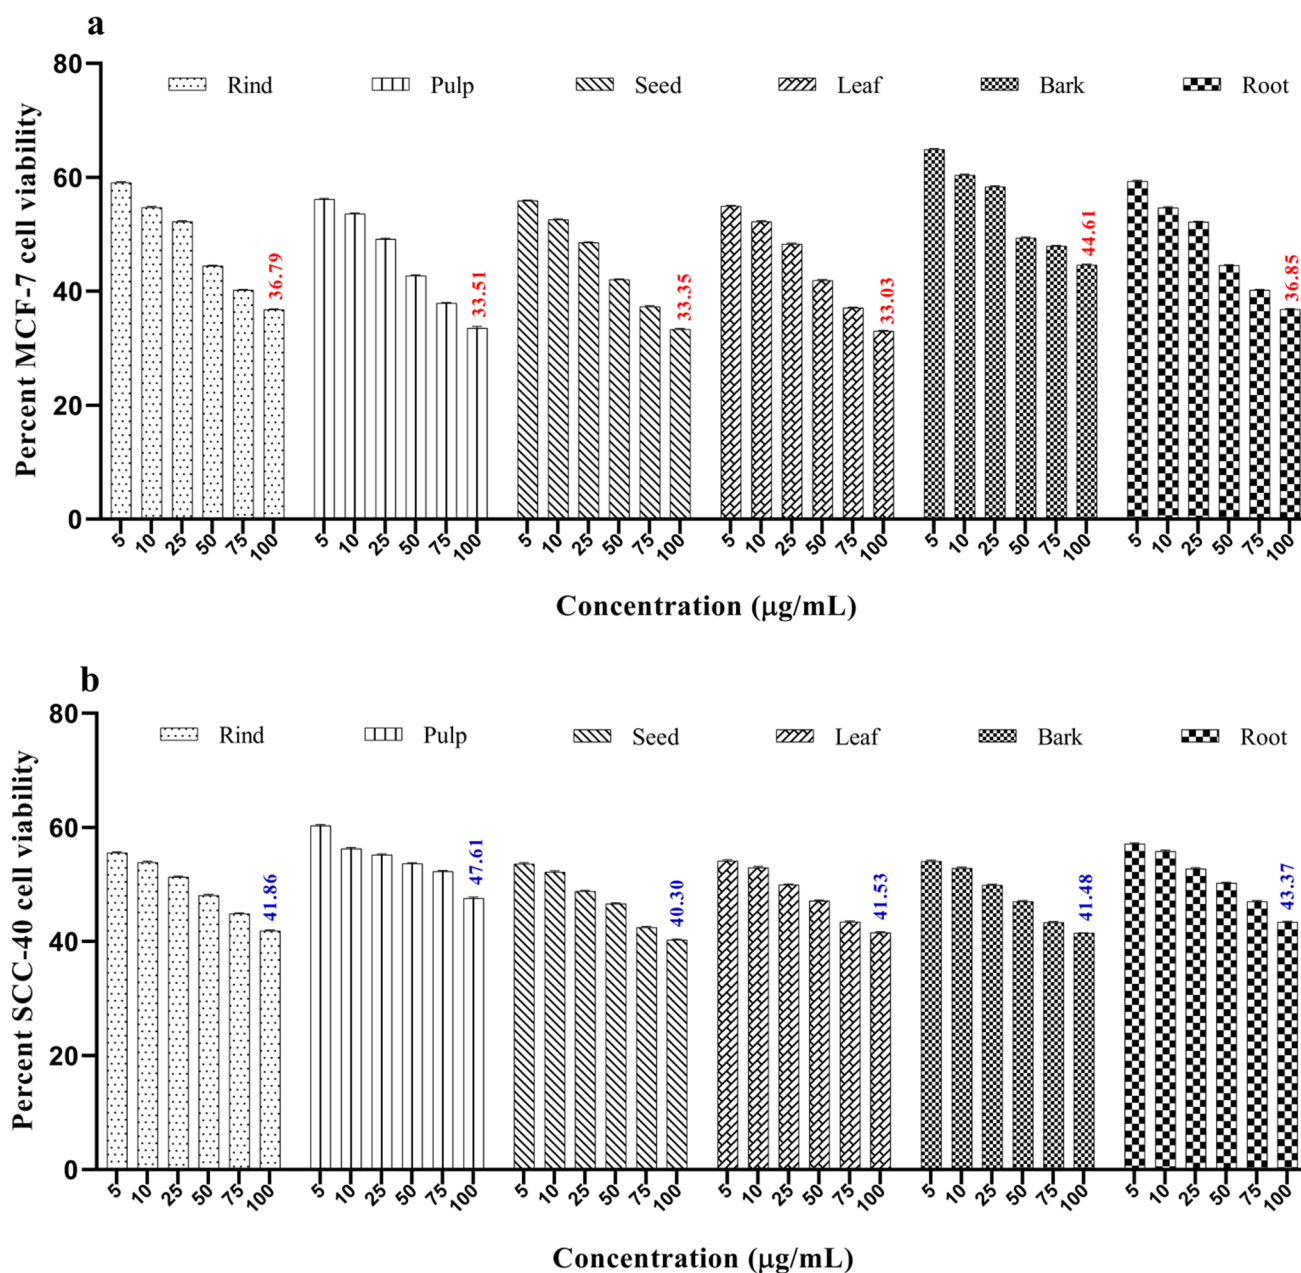 a
Percent MCF-7 cell viability
80
60
40
20
0
Rind Pulp Seed Leaf Bark Root
36.79 33.51 33.35 33.03 44.61 36.85
5 10 25 50 75 100 5 10 25 50 75 100 5 10 25 50 75 100 5 10 25 50 75 100 5 10 25 50 75 100 5 10 25 50 75 100
Concentration (μg/mL)
b
Percent SCC-40 cell viability
80
60
40
20
0
Rind Pulp Seed Leaf Bark Root
41.86 47.61 40.30 41.53 41.48 43.37
5 10 25 50 75 100 5 10 25 50 75 100 5 10 25 50 75 100 5 10 25 50 75 100 5 10 25 50 75 100 5 10 25 50 75 100
Concentration (μg/mL)